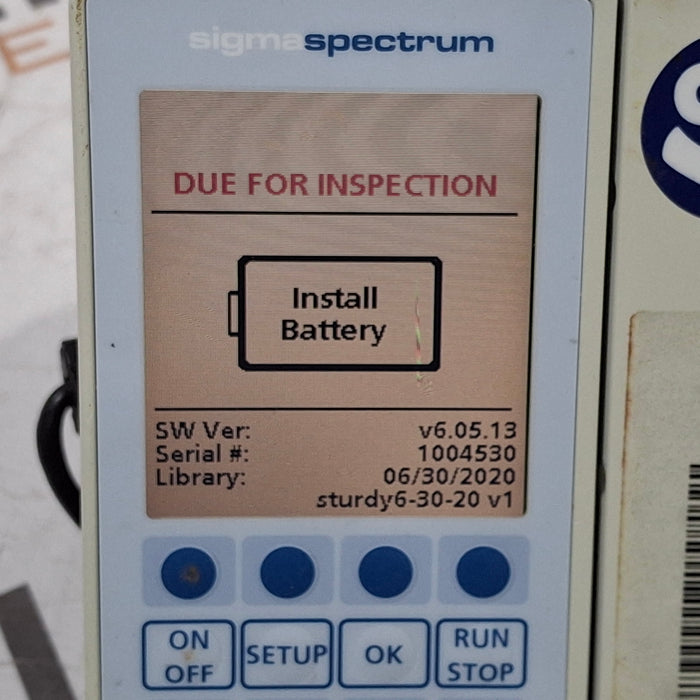 sigmaspectrum
DUE FOR INSPECTION
Install
Battery
SW Ver: v6.05.13
Serial #: 1004530
Library: 06/30/2020
sturdy6-30-20 v1
ON
OFF
SETUP
OK
RUN
STOP